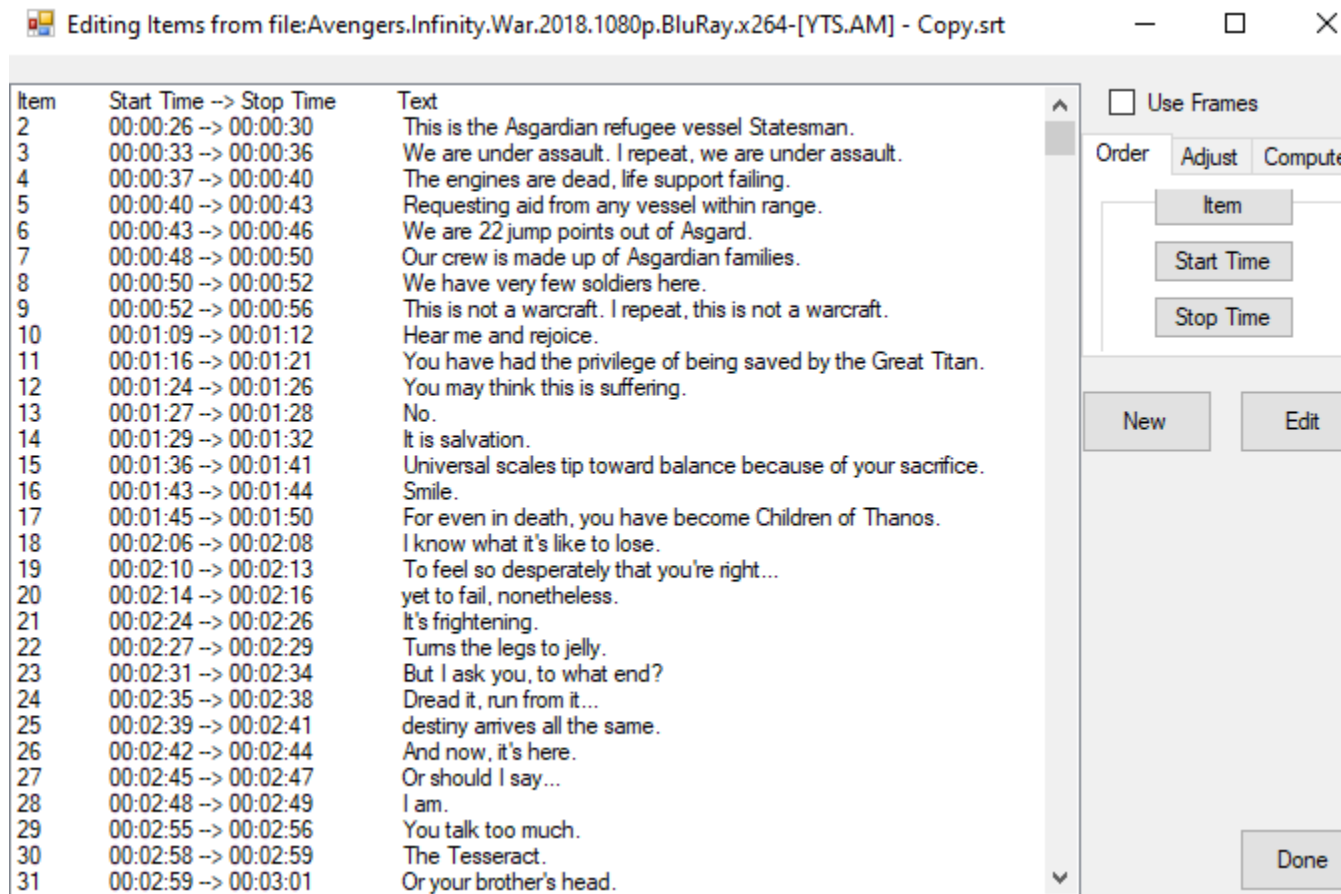 Editing Items from file:Avengers.Infinity.War.2018.1080p.BluRay.x264-[YTS.AM] - Copy.srt
Item Start Time --> Stop Time Text
2 00:00:26 --> 00:00:30 This is the Asgardian refugee vessel Statesman.
3 00:00:33 --> 00:00:36 We are under assault. I repeat, we are under assault.
4 00:00:37 --> 00:00:40 The engines are dead, life support failing.
5 00:00:40 --> 00:00:43 Requesting aid from any vessel within range.
6 00:00:43 --> 00:00:46 We are 22 jump points out of Asgard.
7 00:00:48 --> 00:00:50 Our crew is made up of Asgardian families.
8 00:00:50 --> 00:00:52 We have very few soldiers here.
9 00:00:52 --> 00:00:56 This is not a warcraft. I repeat, this is not a warcraft.
10 00:01:09 --> 00:01:12 Hear me and rejoice.
11 00:01:16 --> 00:01:21 You have had the privilege of being saved by the Great Titan.
12 00:01:24 --> 00:01:26 You may think this is suffering.
13 00:01:27 --> 00:01:28 No.
14 00:01:29 --> 00:01:32 It is salvation.
15 00:01:36 --> 00:01:41 Universal scales tip toward balance because of your sacrifice.
16 00:01:43 --> 00:01:44 Smile.
17 00:01:45 --> 00:01:50 For even in death, you have become Children of Thanos.
18 00:02:06 --> 00:02:08 I know what it's like to lose.
19 00:02:10 --> 00:02:13 To feel so desperately that you're right...
20 00:02:14 --> 00:02:16 yet to fail, nonetheless.
21 00:02:24 --> 00:02:26 It's frightening.
22 00:02:27 --> 00:02:29 Turns the legs to jelly.
23 00:02:31 --> 00:02:34 But I ask you, to what end?
24 00:02:35 --> 00:02:38 Dread it, run from it...
25 00:02:39 --> 00:02:41 destiny arrives all the same.
26 00:02:42 --> 00:02:44 And now, it's here.
27 00:02:45 --> 00:02:47 Or should I say...
28 00:02:48 --> 00:02:49 I am.
29 00:02:55 --> 00:02:56 You talk too much.
30 00:02:58 --> 00:02:59 The Tesseract.
31 00:02:59 --> 00:03:01 Or your brother's head.
Use Frames
Order Adjust Compute
Item
Start Time
Stop Time
New Edit
Done